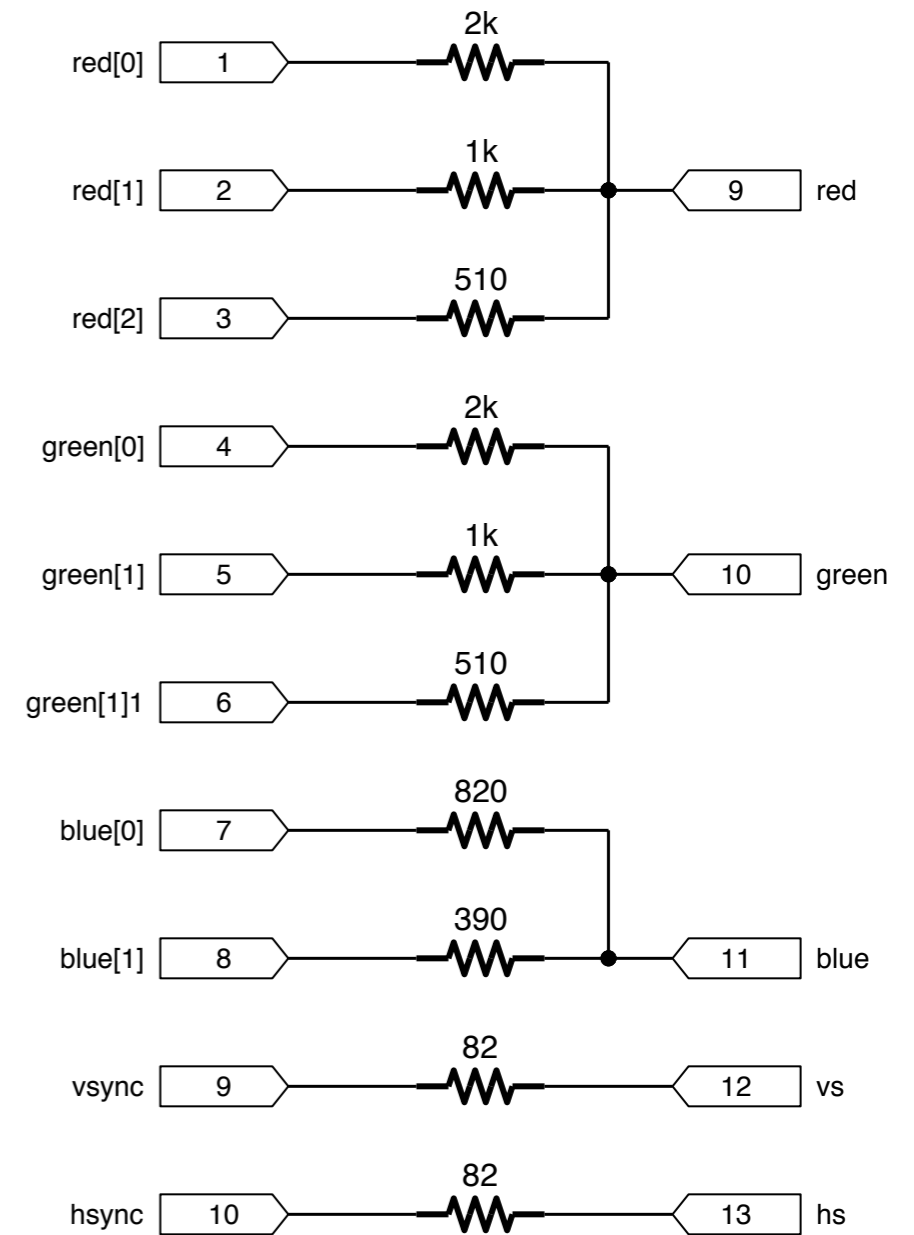 2k
red[0] 1
1k
red[1] 2 9 red
510
red[2] 3
2k
green[0] 4
1k
green[1] 5 10 green
510
green[1]1 6
820
blue[0] 7
390
blue[1] 8 11 blue
82
vsync 9 12 vs
82
hsync 10 13 hs